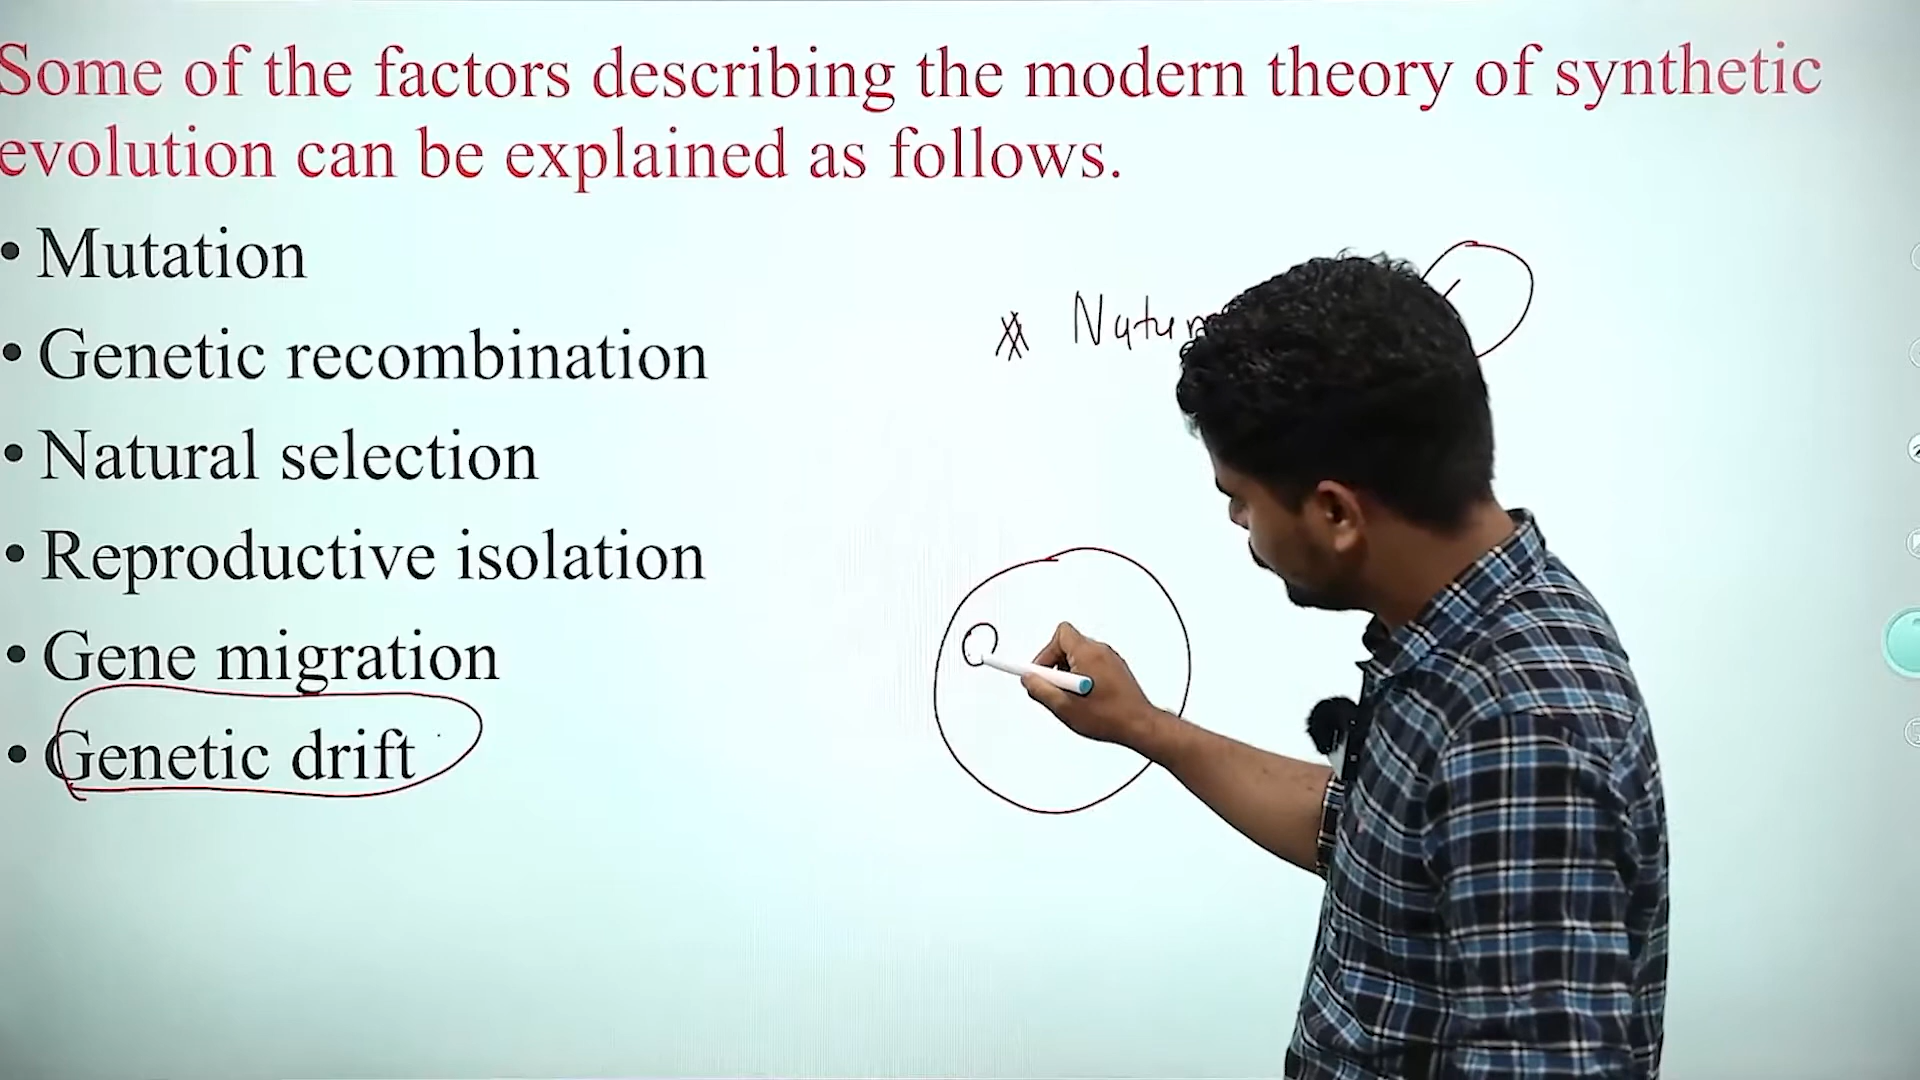 Some of the factors describing the modern theory of synthetic
evolution can be explained as follows.
• Mutation
• Genetic recombination
• Natural selection
• Reproductive isolation
• Gene migration
• Genetic drift